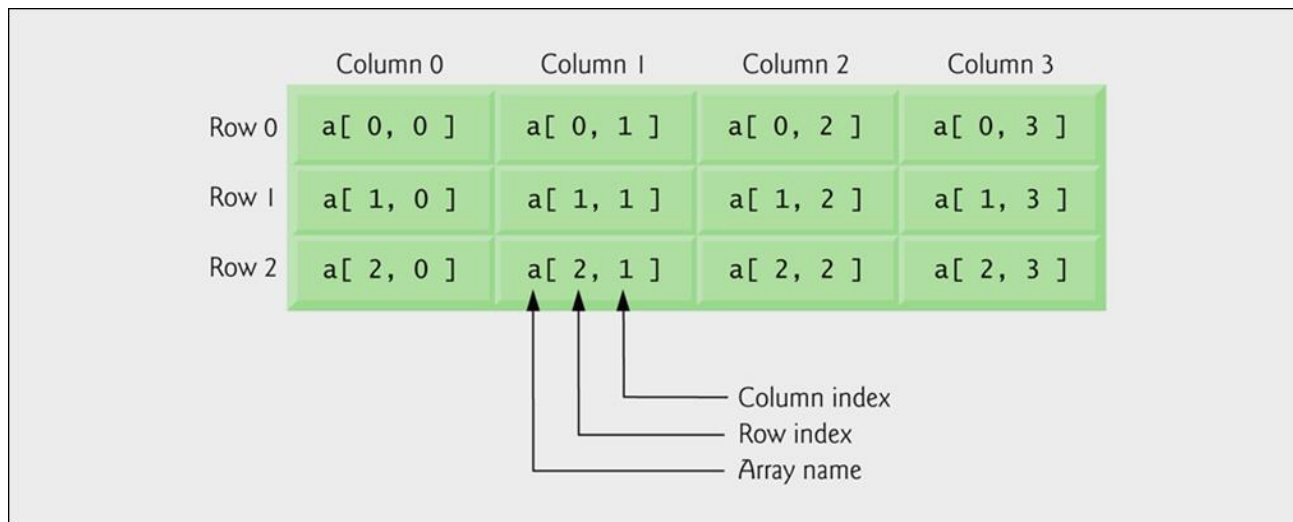 Column 0 Column 1 Column 2 Column 3
Row 0 a[ 0, 0 ] a[ 0, 1 ] a[ 0, 2 ] a[ 0, 3 ]
Row 1 a[ 1, 0 ] a[ 1, 1 ] a[ 1, 2 ] a[ 1, 3 ]
Row 2 a[ 2, 0 ] a[ 2, 1 ] a[ 2, 2 ] a[ 2, 3 ]
Column index
Row index
Array name